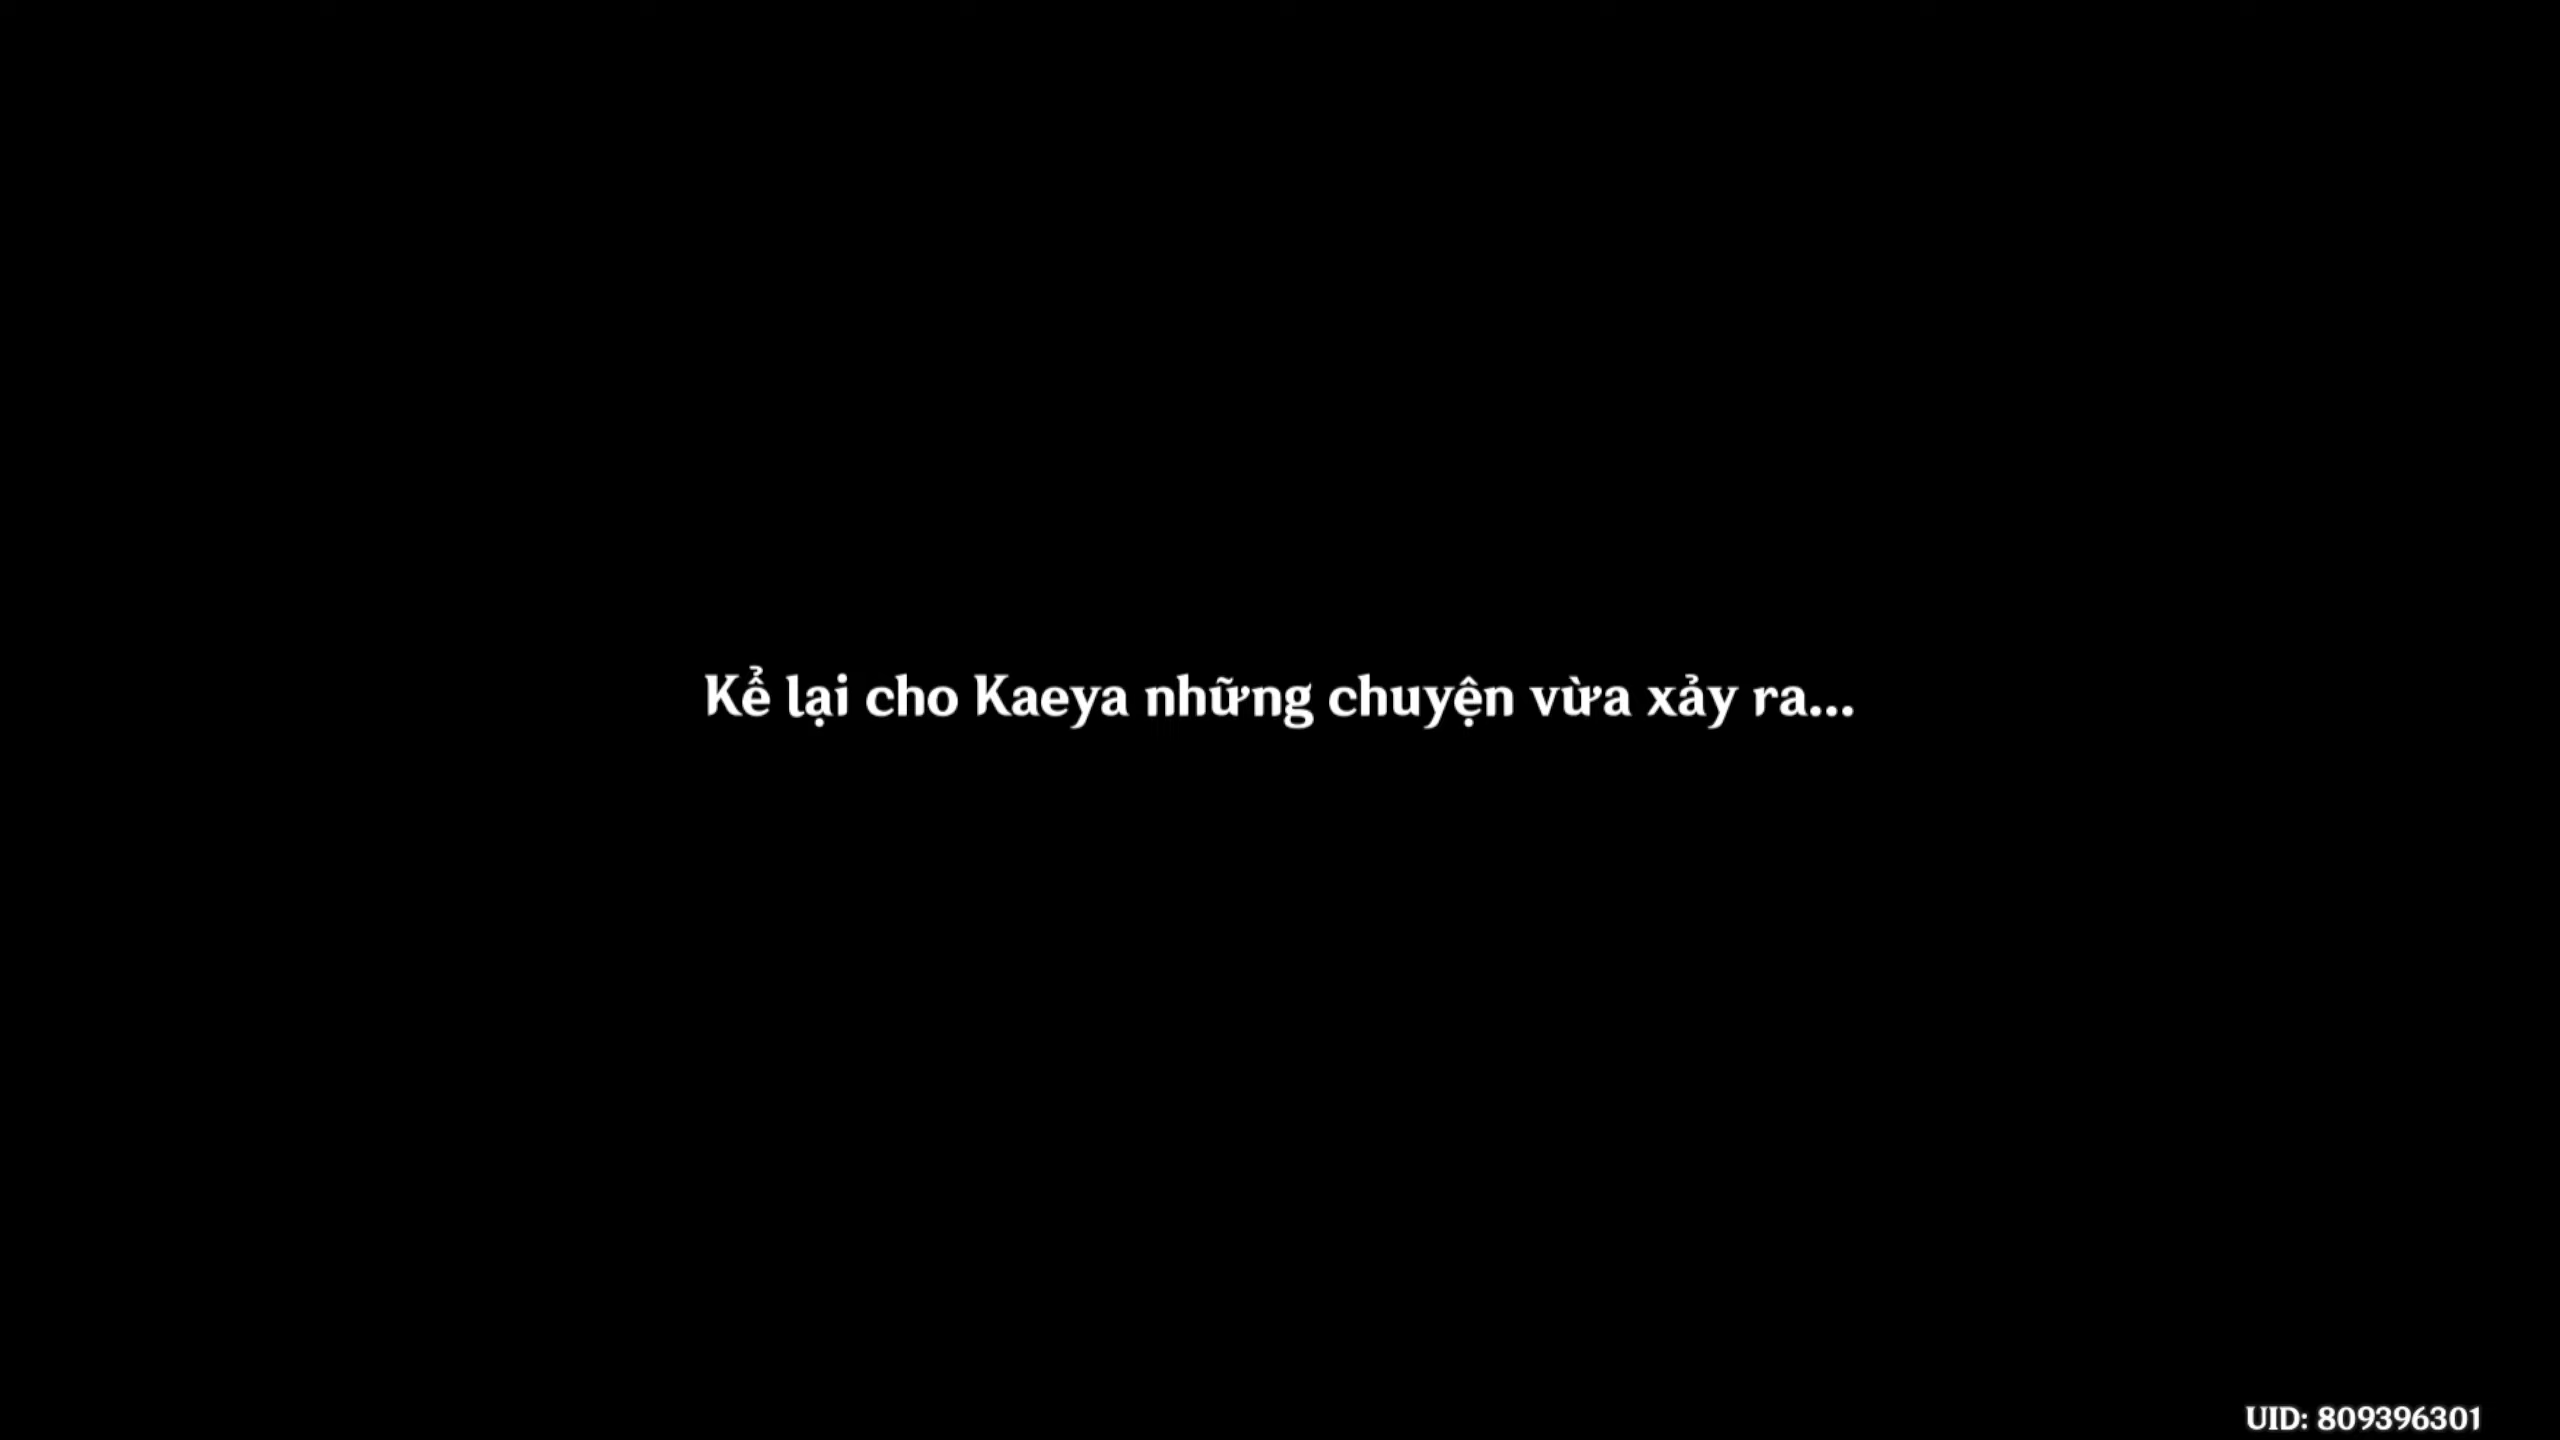 Kể lại cho Kaeya những chuyện vừa xảy ra...
UID: 809396301